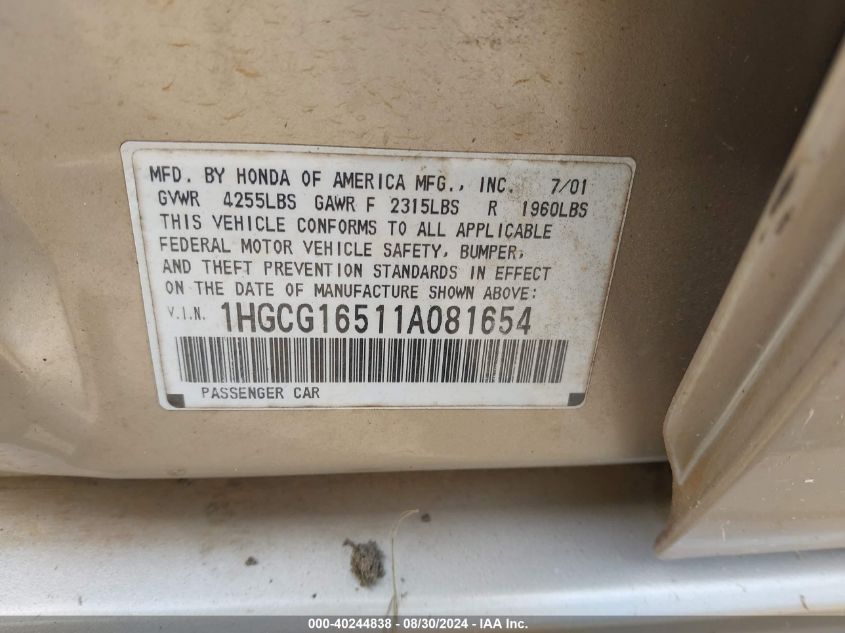 MFD. BY HONDA OF AMERICA MFG., INC. 7/01
GVWR 4255LBS GAWR F 2315LBS R 1960LBS
THIS VEHICLE CONFORMS TO ALL APPLICABLE
FEDERAL MOTOR VEHICLE SAFETY, BUMPER,
AND THEFT PREVENTION STANDARDS IN EFFECT
ON THE DATE OF MANUFACTURE SHOWN ABOVE:
V.I.N. 1HGCG16511A081654
PASSENGER CAR
000-40244838 - 08/30/2024 - IAA Inc.